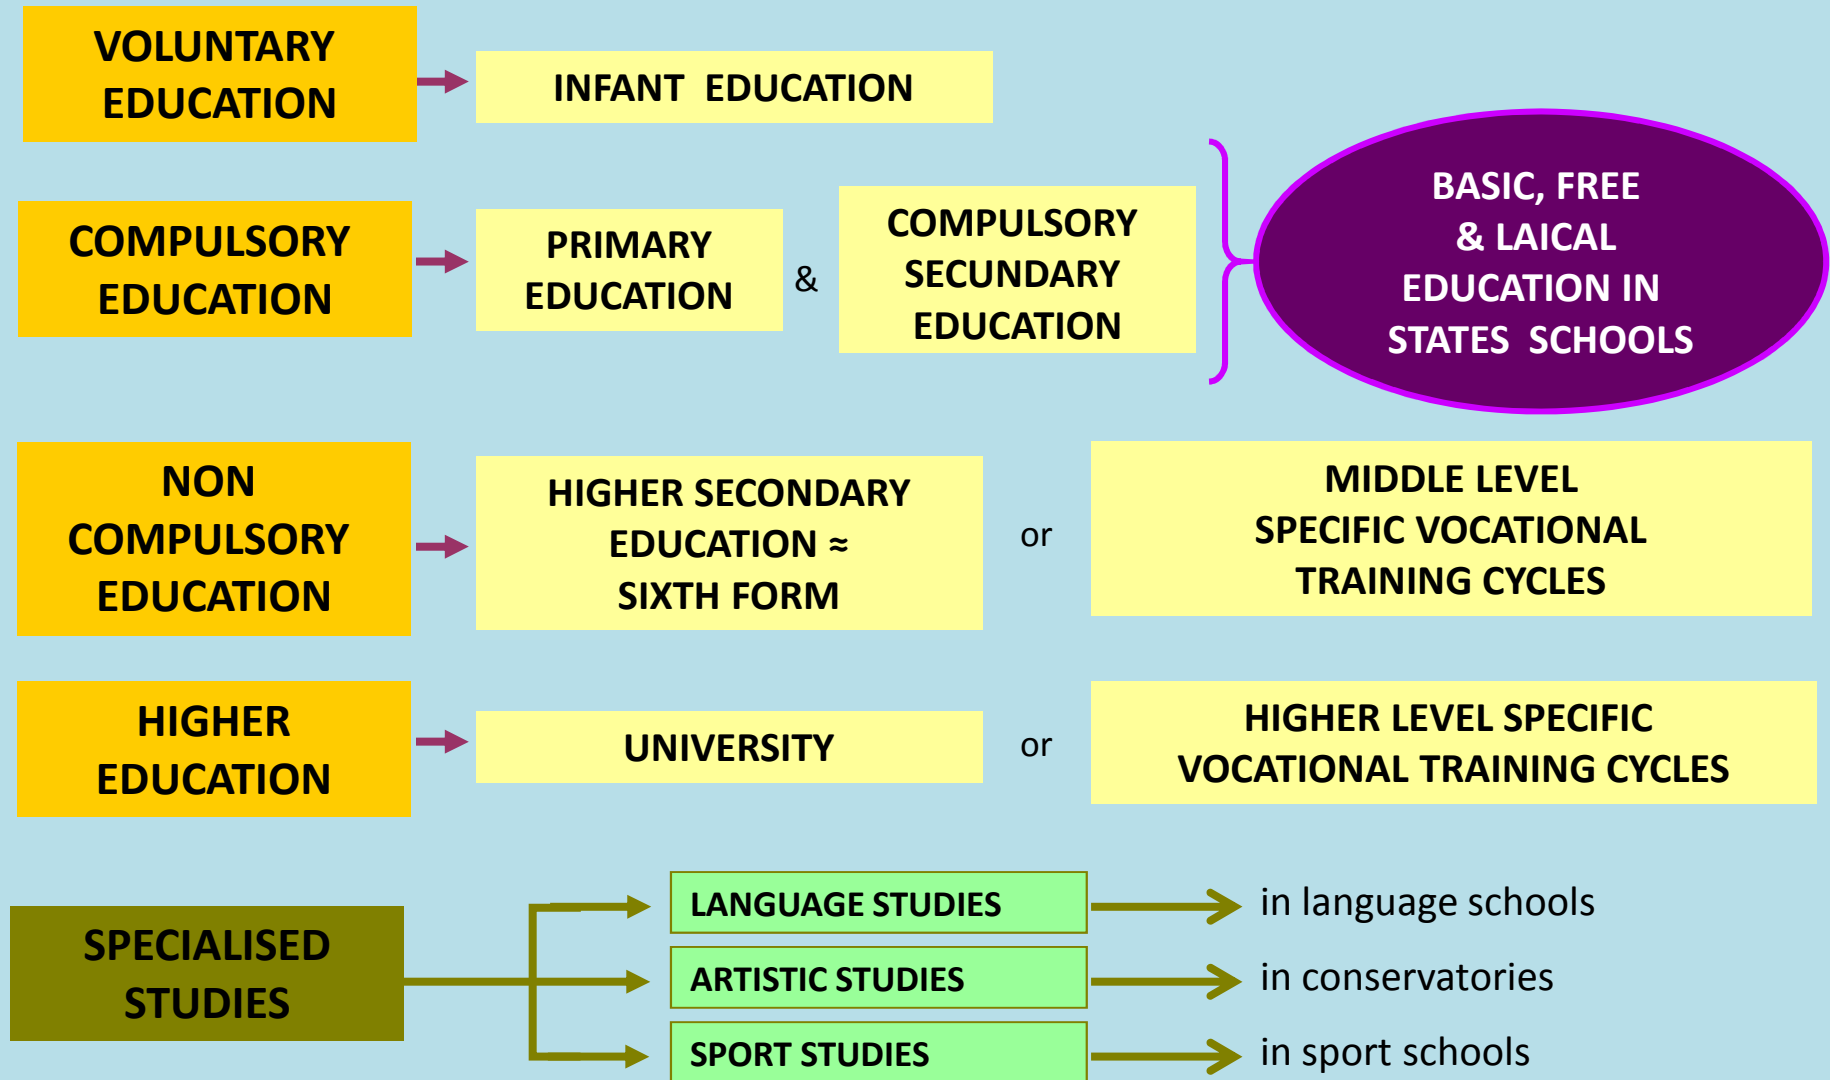 VOLUNTARY
EDUCATION
INFANT EDUCATION
COMPULSORY
EDUCATION
PRIMARY
EDUCATION
&
COMPULSORY
SECUNDARY
EDUCATION
BASIC, FREE
& LAICAL
EDUCATION IN
STATES SCHOOLS
NON
COMPULSORY
EDUCATION
HIGHER SECONDARY
EDUCATION ≈
SIXTH FORM
or
MIDDLE LEVEL
SPECIFIC VOCATIONAL
TRAINING CYCLES
HIGHER
EDUCATION
UNIVERSITY
or
HIGHER LEVEL SPECIFIC
VOCATIONAL TRAINING CYCLES
SPECIALISED
STUDIES
LANGUAGE STUDIES
in language schools
ARTISTIC STUDIES
in conservatories
SPORT STUDIES
in sport schools